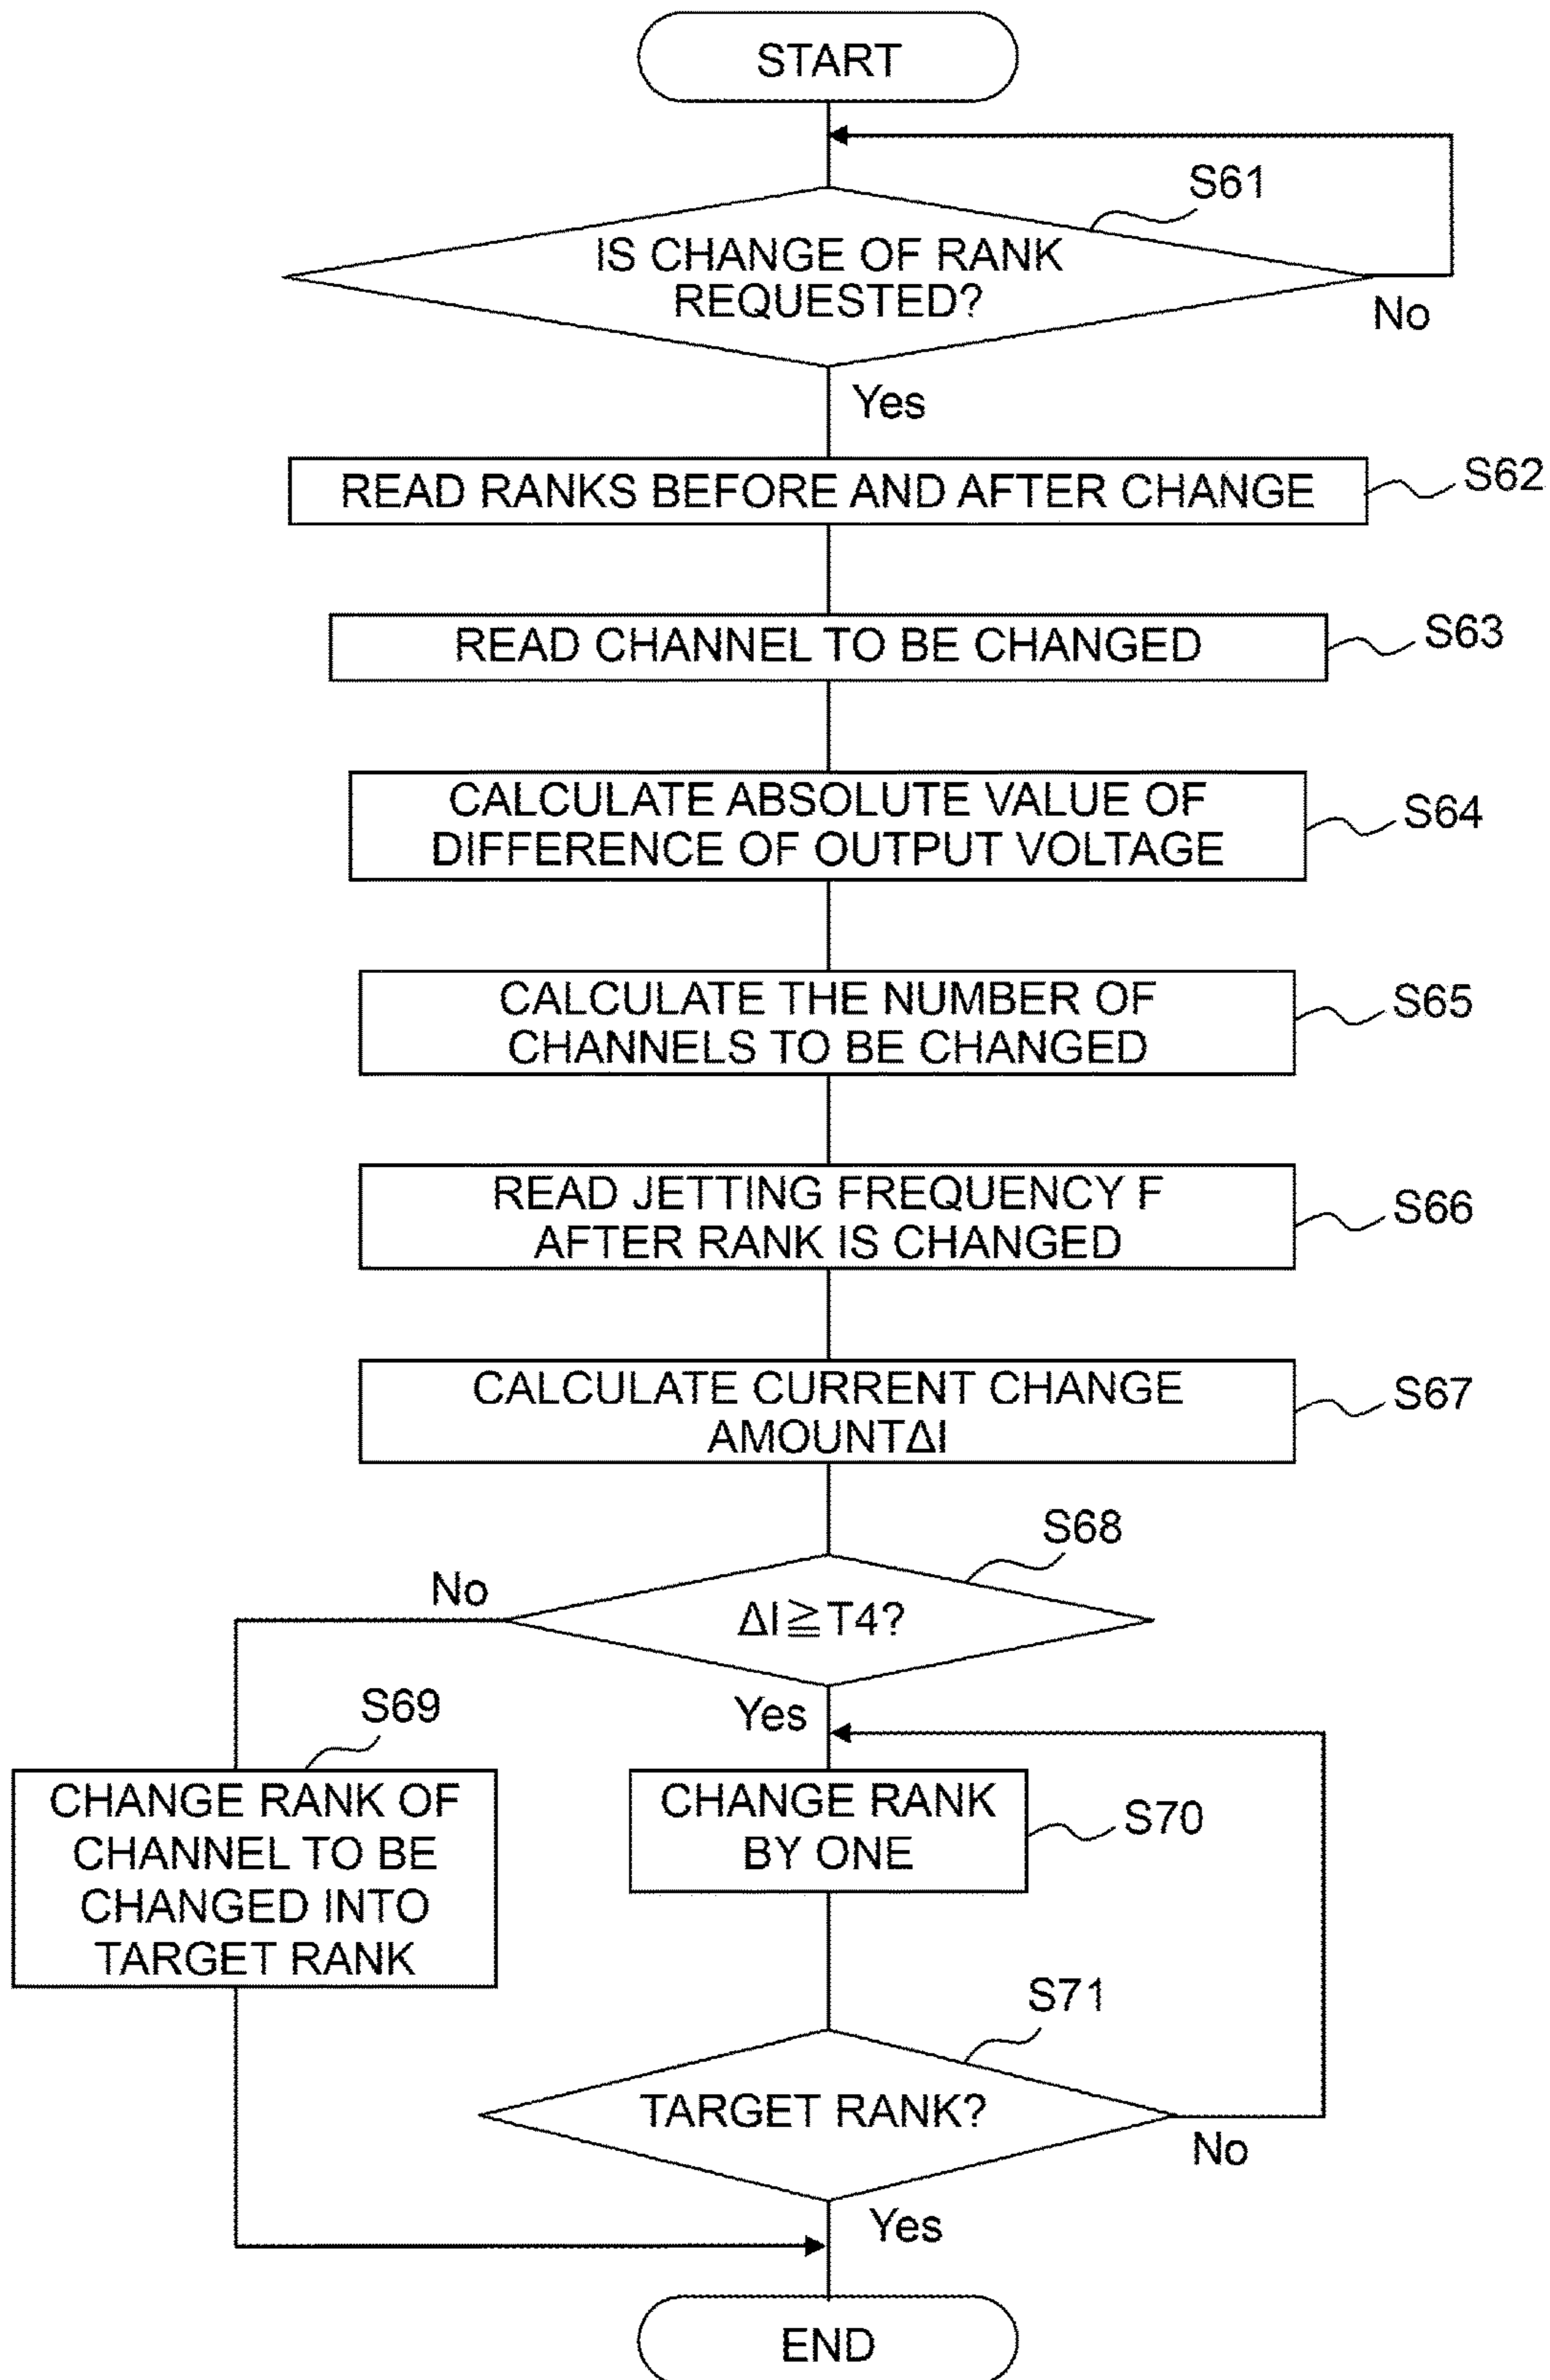 START
S61
IS CHANGE OF RANK
REQUESTED?
No
Yes
READ RANKS BEFORE AND AFTER CHANGE
S62
READ CHANNEL TO BE CHANGED
S63
CALCULATE ABSOLUTE VALUE OF
DIFFERENCE OF OUTPUT VOLTAGE
S64
CALCULATE THE NUMBER OF
CHANNELS TO BE CHANGED
S65
READ JETTING FREQUENCY F
AFTER RANK IS CHANGED
S66
CALCULATE CURRENT CHANGE
AMOUNTΔI
S67
S68
No
ΔI≧T4?
Yes
S69
CHANGE RANK OF
CHANNEL TO BE
CHANGED INTO
TARGET RANK
CHANGE RANK
BY ONE
S70
S71
TARGET RANK?
No
Yes
END